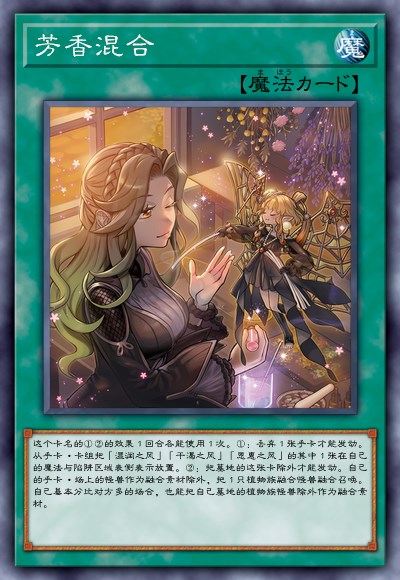 芳香混合
魔
【魔法カード】
ま ほう
这个卡名的①②的效果1回合各能使用1次。①：丢弃1张手卡才能发动。
从手卡·卡组把「湿润之风」「干渴之风」「恩惠之风」的其中1张在自己
的魔法与陷阱区域表侧表示放置。②：把墓地的这张卡除外才能发动。自己
的手卡·场上的怪兽作为融合素材除外，把1只植物族融合怪兽融合召唤。
自己基本分比对方多的场合，也能把自己墓地的植物族怪兽除外作为融合素
材。